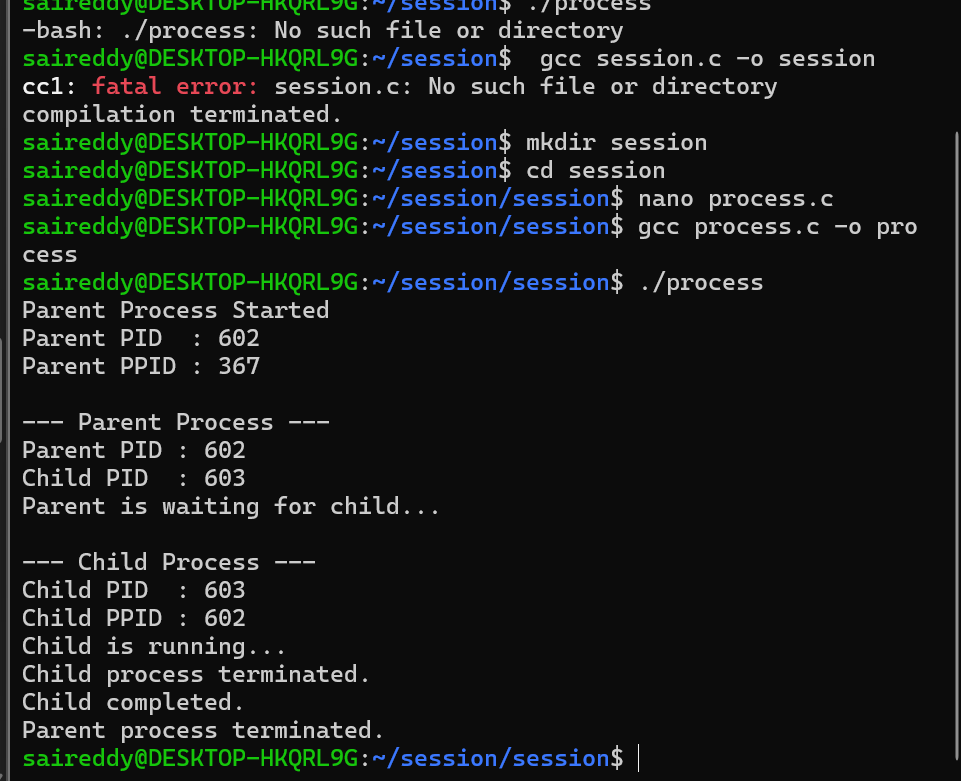 saireddy@DESKTOP-HKQRL9G:~/session$ ./process
-bash: ./process: No such file or directory
saireddy@DESKTOP-HKQRL9G:~/session$  gcc session.c -o session
cc1: fatal error: session.c: No such file or directory
compilation terminated.
saireddy@DESKTOP-HKQRL9G:~/session$ mkdir session
saireddy@DESKTOP-HKQRL9G:~/session$ cd session
saireddy@DESKTOP-HKQRL9G:~/session/session$ nano process.c
saireddy@DESKTOP-HKQRL9G:~/session/session$ gcc process.c -o pro
cess
saireddy@DESKTOP-HKQRL9G:~/session/session$ ./process
Parent Process Started
Parent PID  : 602
Parent PPID : 367

--- Parent Process ---
Parent PID : 602
Child PID  : 603
Parent is waiting for child...

--- Child Process ---
Child PID  : 603
Child PPID : 602
Child is running...
Child process terminated.
Child completed.
Parent process terminated.
saireddy@DESKTOP-HKQRL9G:~/session/session$